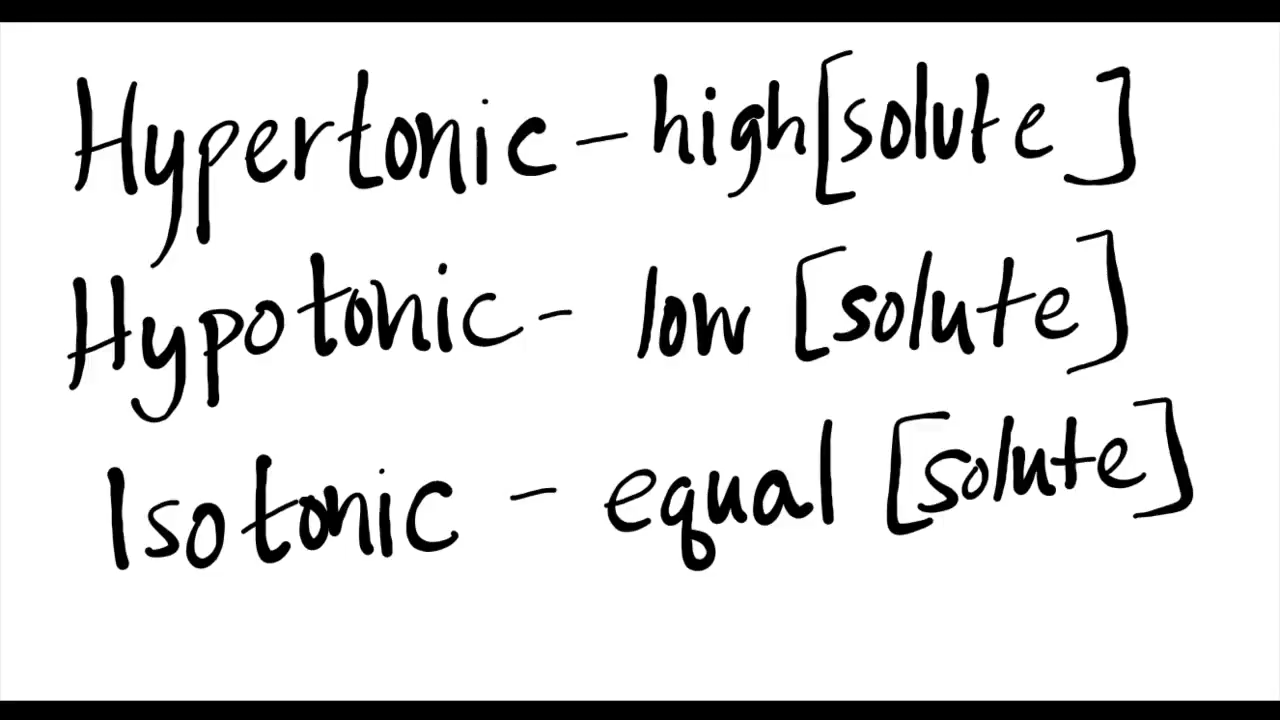 Hypertonic – high [solute]
Hypotonic - low [solute]
Isotonic - equal [solute]